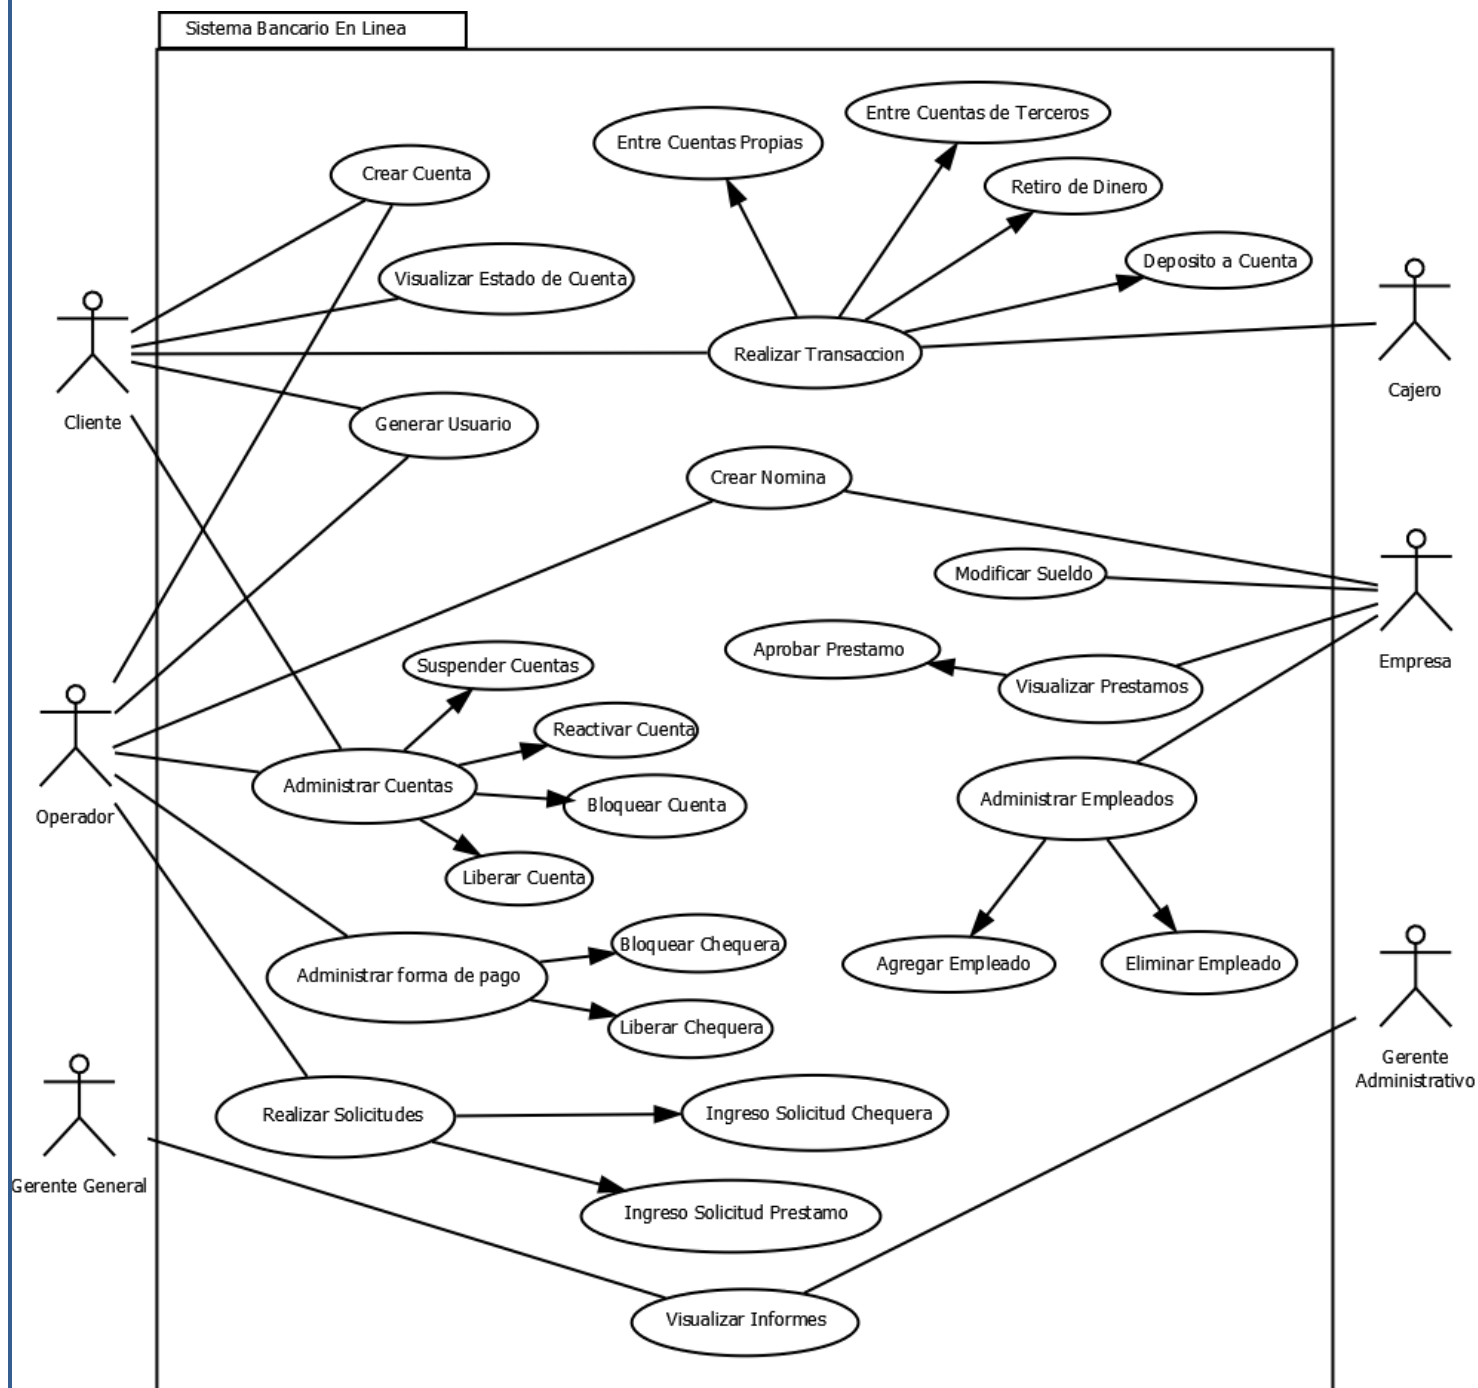 Sistema Bancario En Linea
Entre Cuentas de Terceros
Entre Cuentas Propias
Crear Cuenta
Retiro de Dinero
Deposito a Cuenta
Visualizar Estado de Cuenta
Realizar Transaccion
Cajero
Cliente
Generar Usuario
Crear Nomina
Modificar Sueldo
Aprobar Prestamo
Empresa
Suspender Cuentas
Visualizar Prestamos
Reactivar Cuenta
Administrar Cuentas
Administrar Empleados
Bloquear Cuenta
Operador
Liberar Cuenta
Bloquear Chequera
Agregar Empleado
Eliminar Empleado
Administrar forma de pago
Liberar Chequera
Gerente
Administrativo
Realizar Solicitudes
Ingreso Solicitud Chequera
Gerente General
Ingreso Solicitud Prestamo
Visualizar Informes